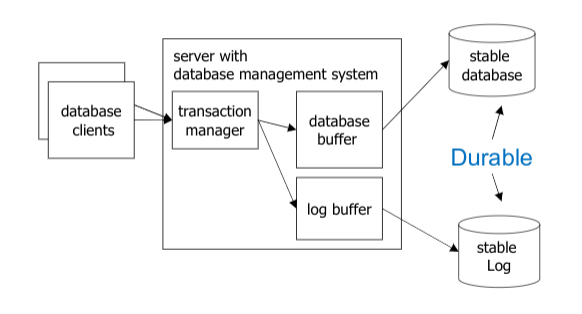 server with
database management system
database
clients
transaction
manager
database
buffer
log buffer
stable
database
Durable
stable
Log